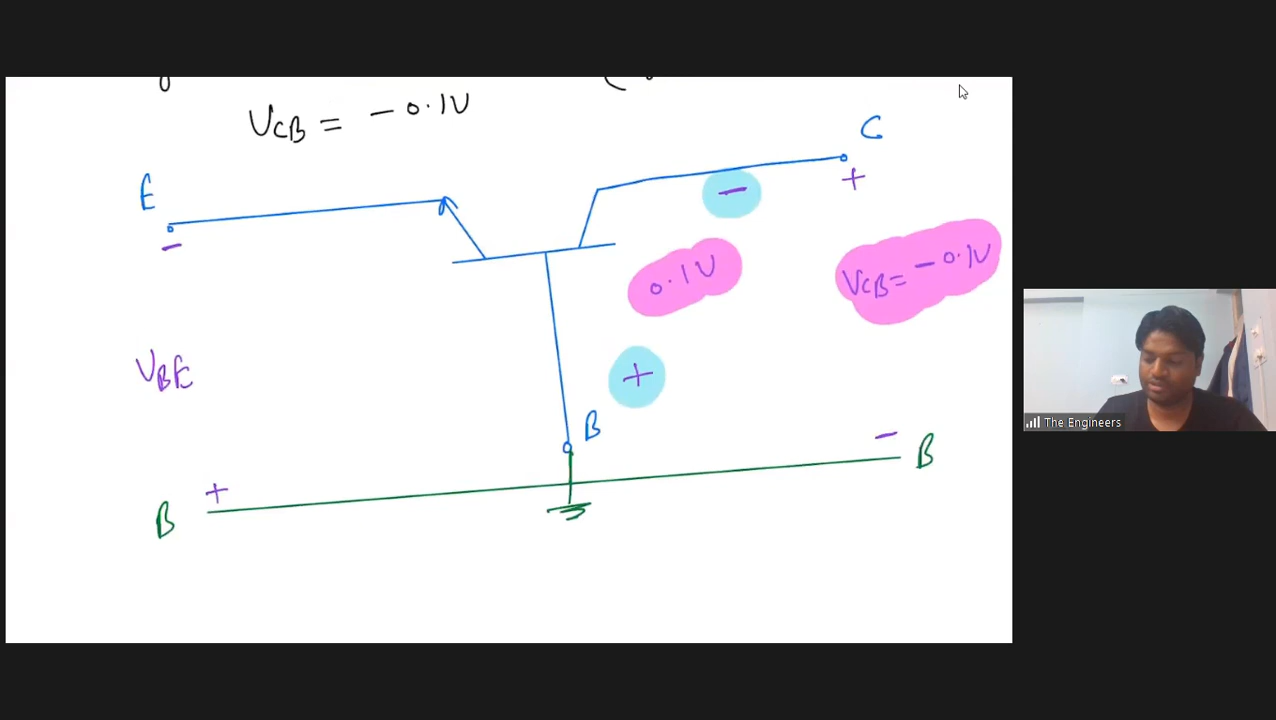 VCB = - 0.1V
E
C
-
+
-
0.1V
VCB = - 0.1V
VBE
+
B
-
B
+
B
The Engineers